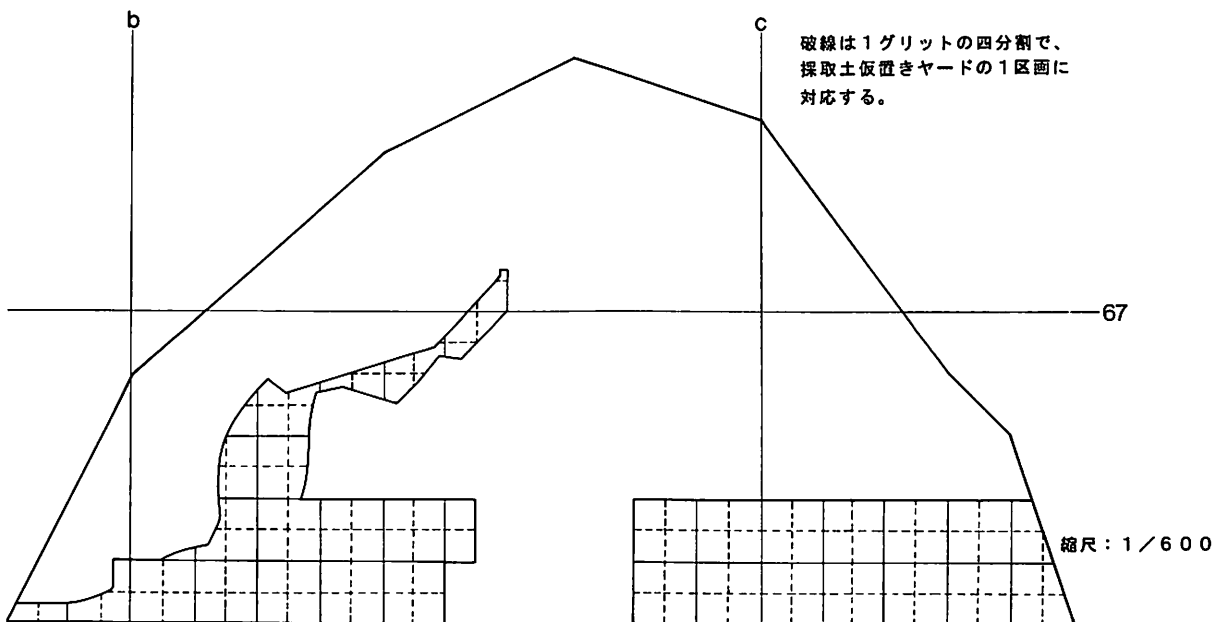 b
c
破線は1グリットの四分割で、
採取土仮置きヤードの1区画に
対応する。
67
縮尺：1／600